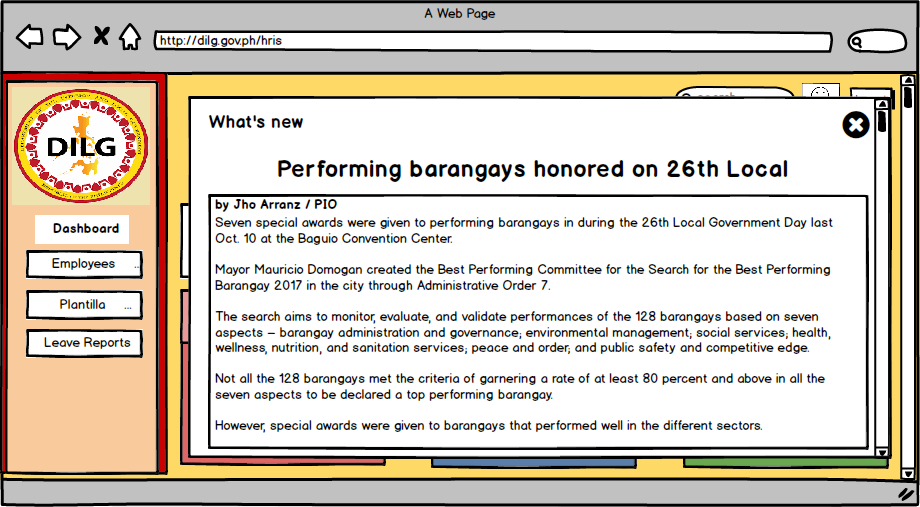 A Web Page
http://dilg.gov.ph/hris
DILG
Dashboard
Employees ...
Plantilla ...
Leave Reports
What's new
Performing barangays honored on 26th Local
by Jho Arranz / PIO
Seven special awards were given to performing barangays in during the 26th Local Government Day last
Oct. 10 at the Baguio Convention Center.
Mayor Mauricio Domogan created the Best Performing Committee for the Search for the Best Performing
Barangay 2017 in the city through Administrative Order 7.
The search aims to monitor, evaluate, and validate performances of the 128 barangays based on seven
aspects – barangay administration and governance; environmental management; social services; health,
wellness, nutrition, and sanitation services; peace and order; and public safety and competitive edge.
Not all the 128 barangays met the criteria of garnering a rate of at least 80 percent and above in all the
seven aspects to be declared a top performing barangay.
However, special awards were given to barangays that performed well in the different sectors.